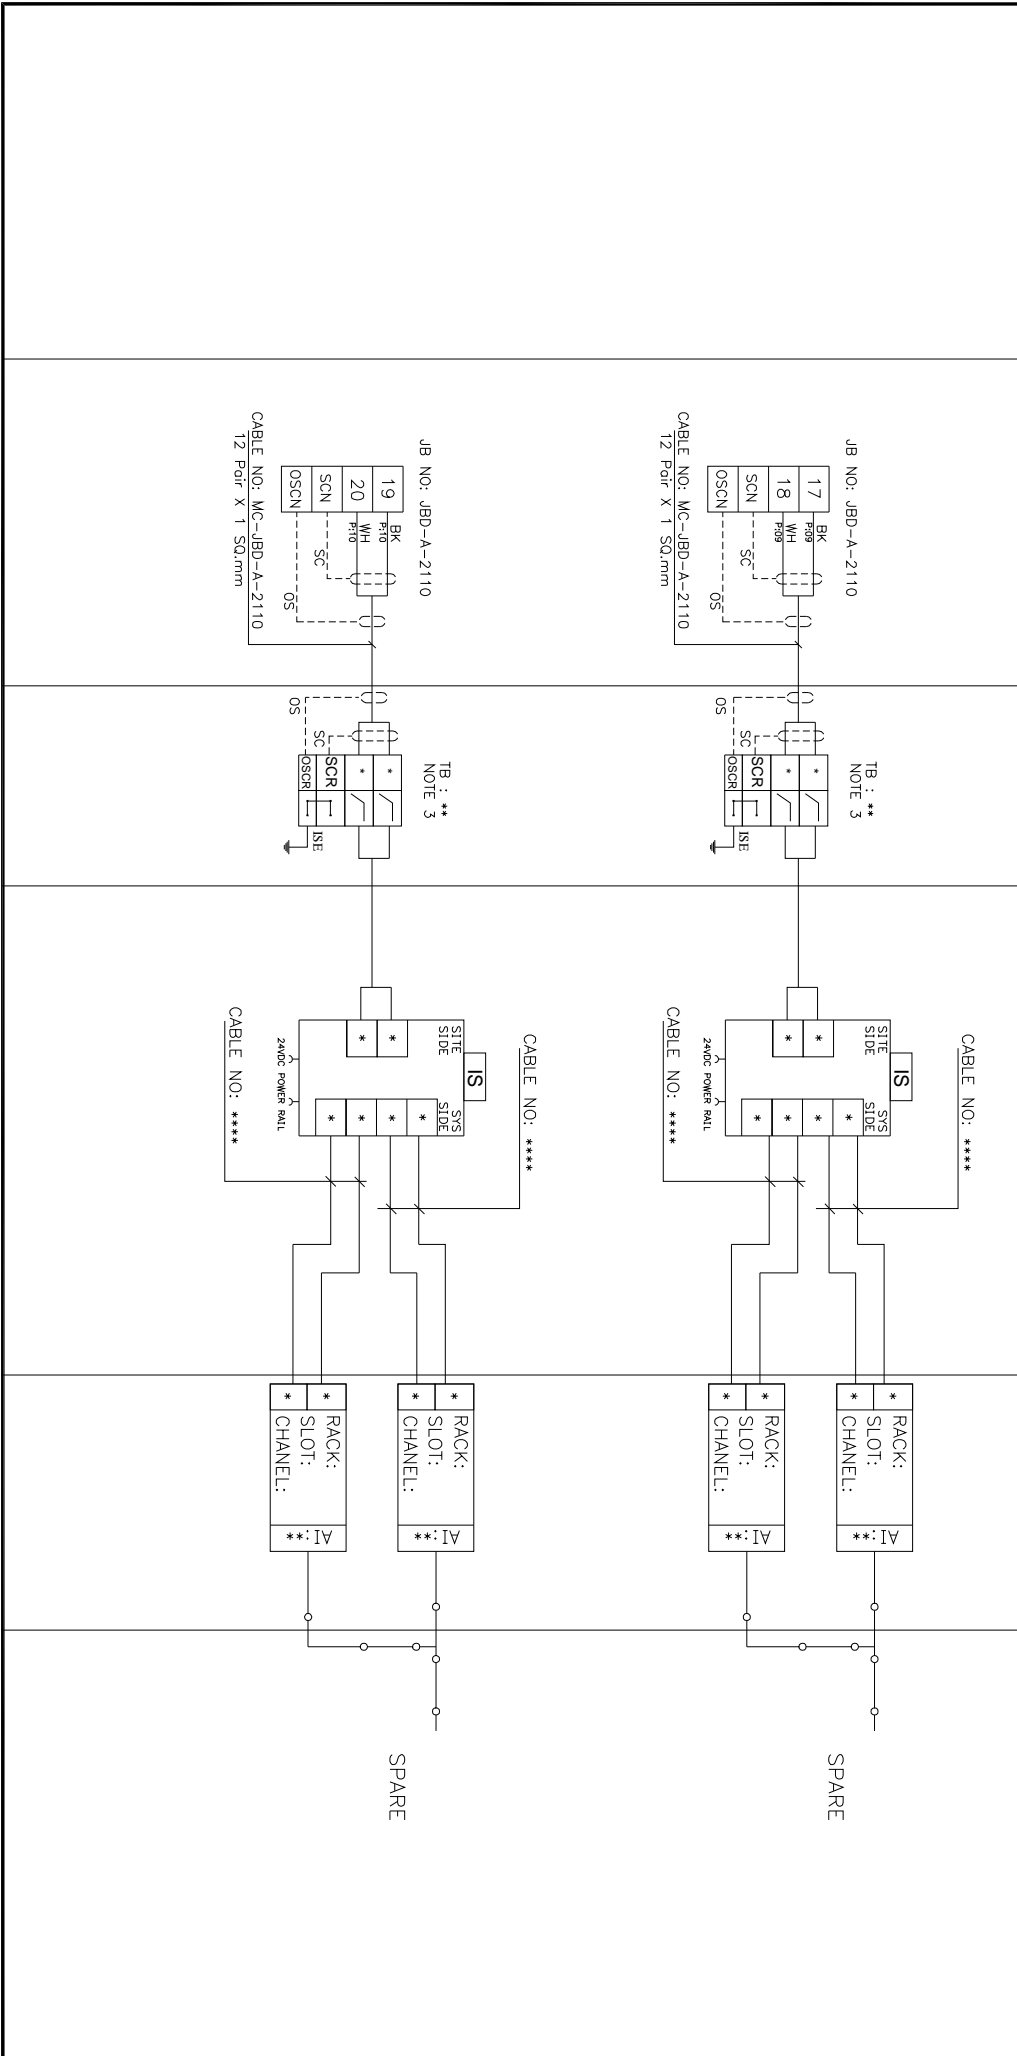 JB NO: JBD-A-2110
17
BK
P:09
18
WH
P:09
SCN
SC
OSCN
OS
CABLE NO: MC-JBD-A-2110
12 Pair X 1 SQ.mm
TB : **
NOTE 3
*
*
SCR
SC
OSCR
OS
ISE
CABLE NO: ****
IS
SITE
SIDE
SYS
SIDE
*
*
*
*
*
*
24VDC POWER RAIL
CABLE NO: ****
*
*
RACK:
SLOT:
CHANEL:
AI:**
*
*
RACK:
SLOT:
CHANEL:
AI:**
SPARE
JB NO: JBD-A-2110
19
BK
P:10
20
WH
P:10
SCN
SC
OSCN
OS
CABLE NO: MC-JBD-A-2110
12 Pair X 1 SQ.mm
TB : **
NOTE 3
*
*
SCR
SC
OSCR
OS
ISE
CABLE NO: ****
IS
SITE
SIDE
SYS
SIDE
*
*
*
*
*
*
24VDC POWER RAIL
CABLE NO: ****
*
*
RACK:
SLOT:
CHANEL:
AI:**
*
*
RACK:
SLOT:
CHANEL:
AI:**
SPARE